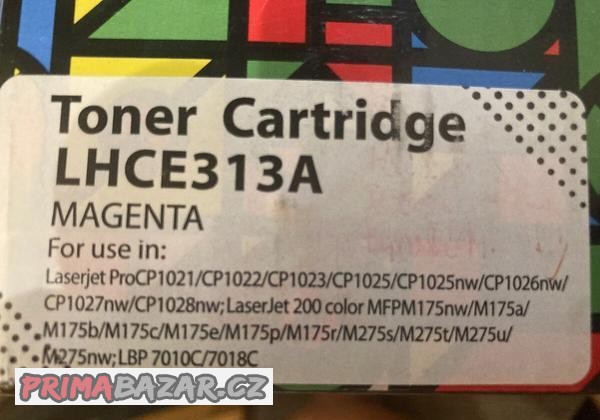 Toner Cartridge
LHCE313A
MAGENTA
For use in:
Laserjet ProCP1021/CP1022/CP1023/CP1025/CP1025nw/CP1026nw/
CP1027nw/CP1028nw;LaserJet 200 color MFPM175nw/M175a/
M175b/M175c/M175e/M175p/M175r/M275s/M275t/M275u/
M275nw;LBP 7010C/7018C
PRIMABAZAR.CZ